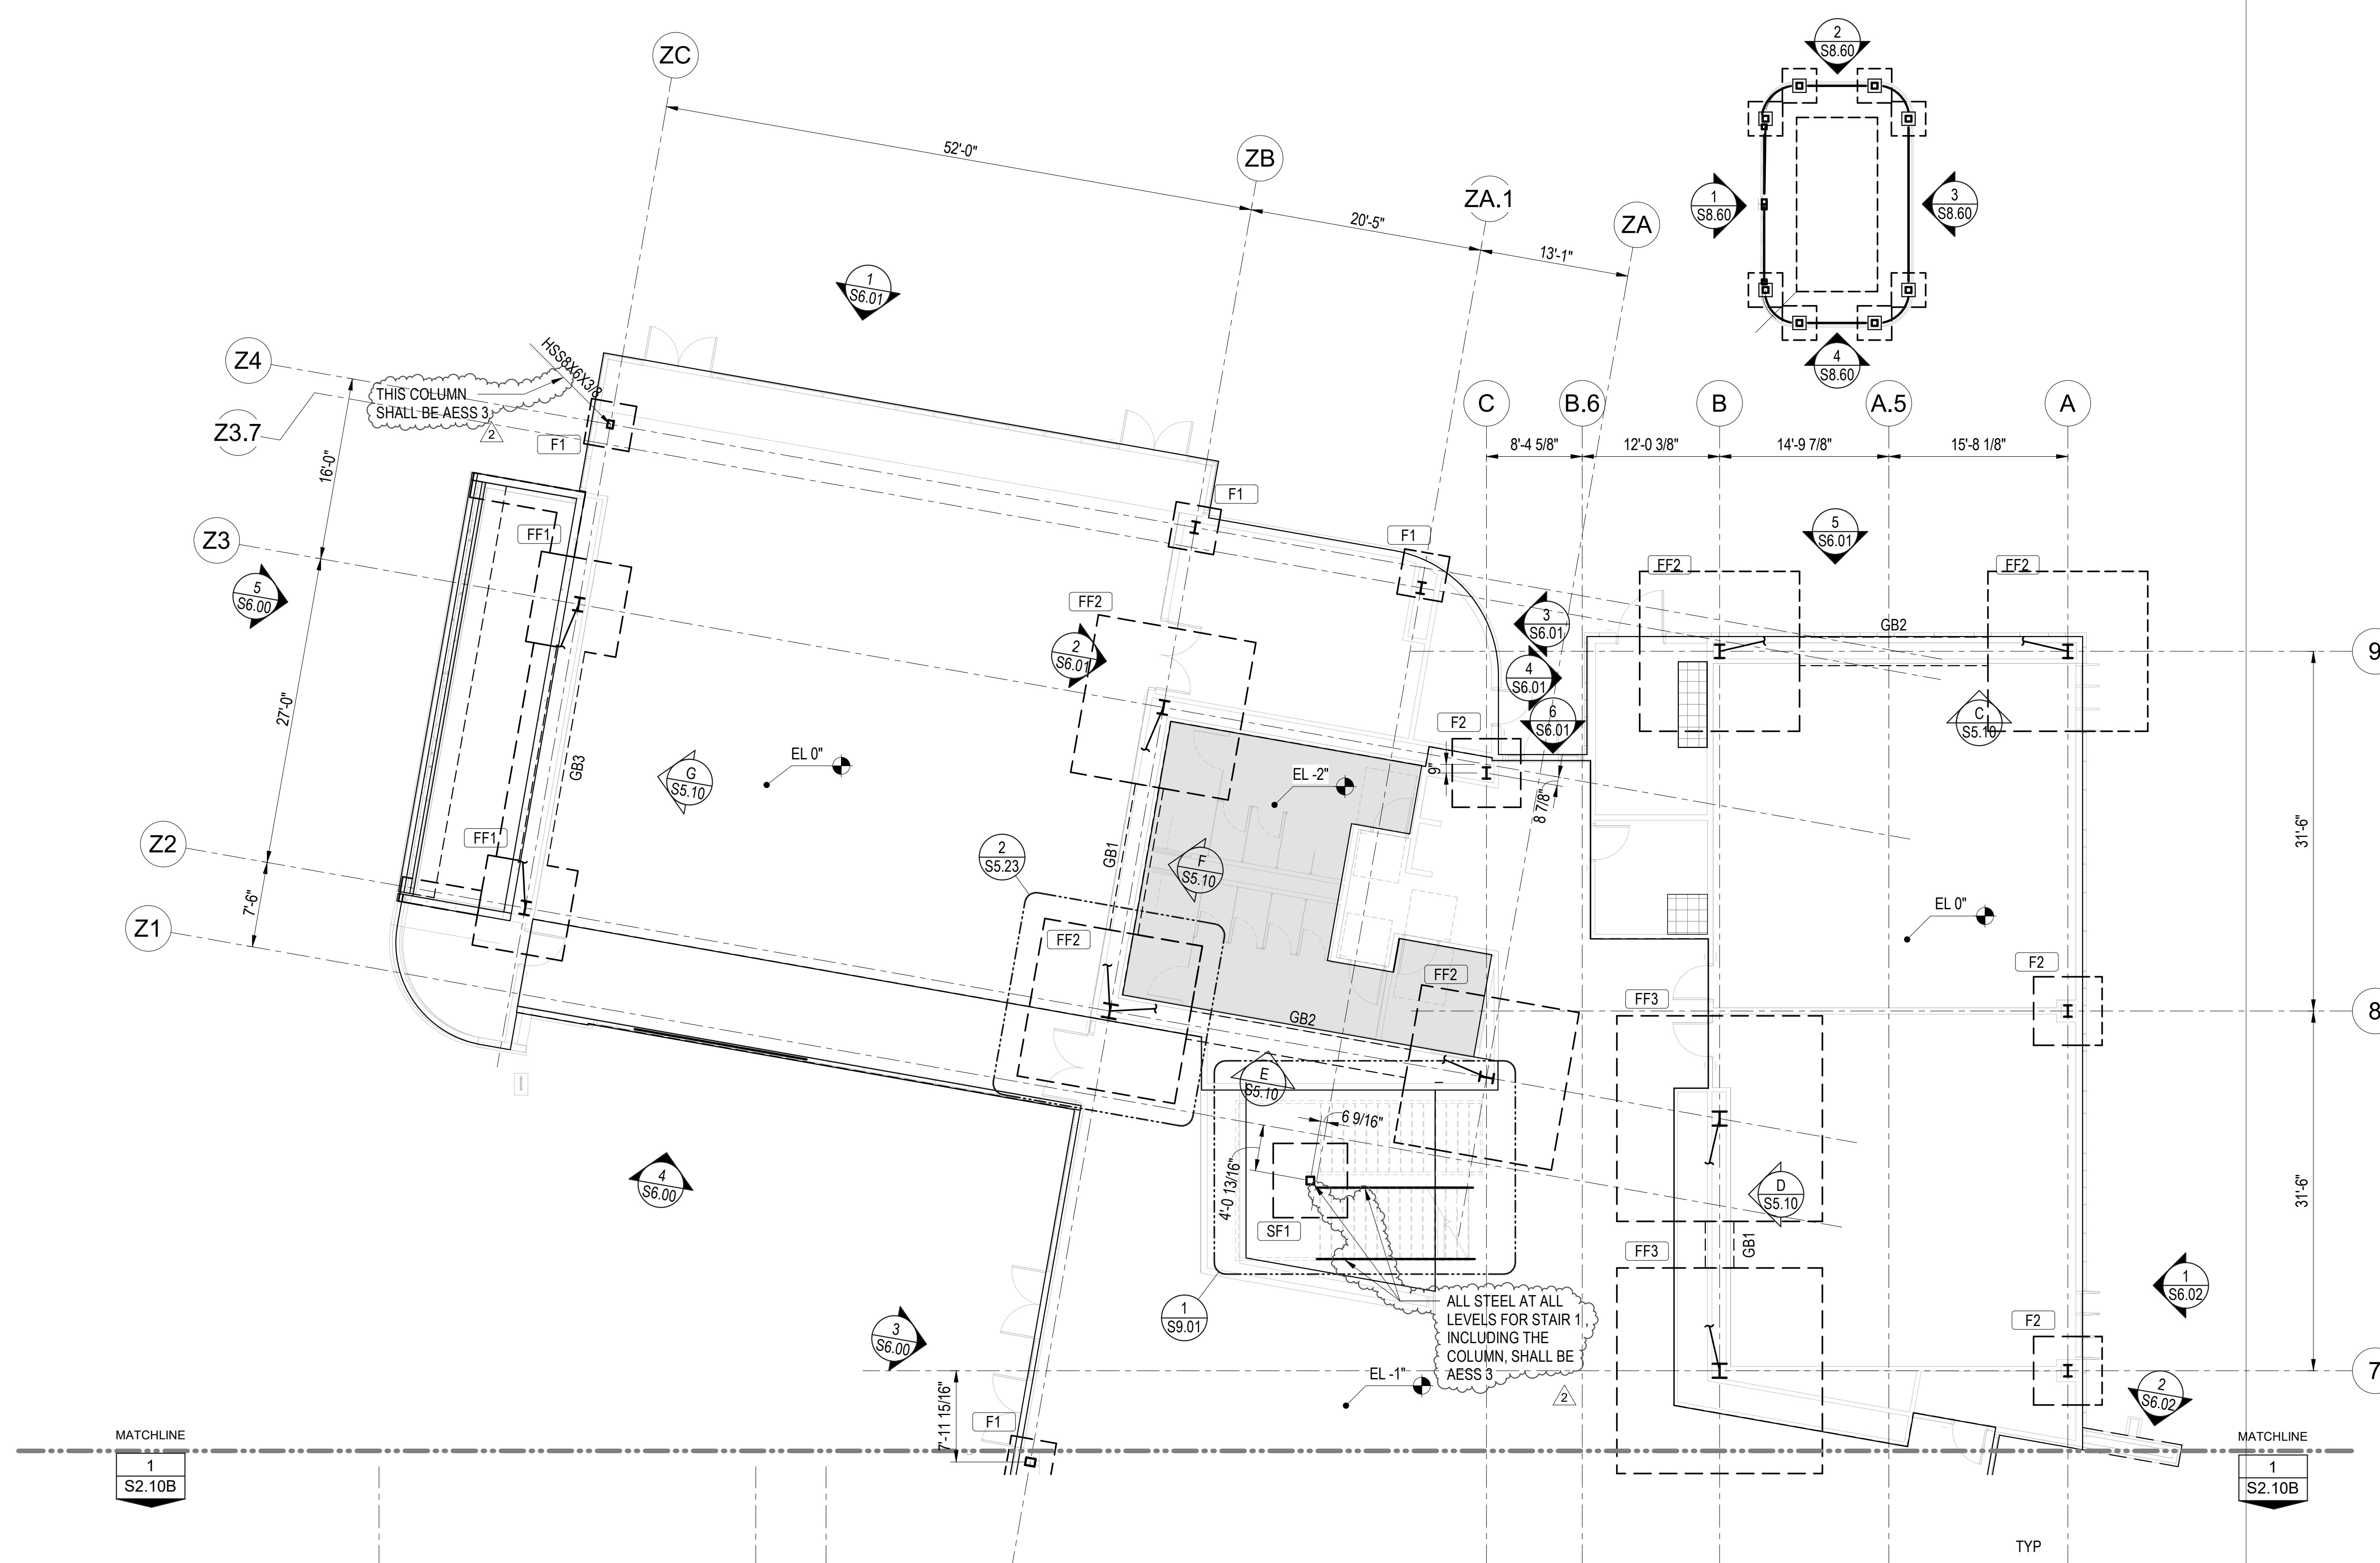 2
S8.60
ZC
52'-0"
ZB
ZA.1
20'-5"
ZA
13'-1"
1
S8.60
3
S8.60
1
S6.01
4
S8.60
Z4
HSS8X6X3/8
THIS COLUMN
SHALL BE AESS 3
2
Z3.7
F1
C
B.6
B
A.5
A
8'-4 5/8"
12'-0 3/8"
14'-9 7/8"
15'-8 1/8"
16'-0"
F1
Z3
FF1
F1
5
S6.01
5
S6.00
FF2
FF2
FF2
3
S6.01
GB2
2
S6.01
4
S6.01
9
27'-0"
F2
6
S6.01
C
S5.10
GB3
G
S5.10
EL 0"
EL -2"
9"
8 7/8"
31'-6"
Z2
FF1
2
S5.23
GB1
F
S5.10
7'-6"
Z1
FF2
EL 0"
FF2
F2
FF3
GB2
8
E
S5.10
6 9/16"
4
S6.00
4'-0 13/16"
SF1
D
S5.10
31'-6"
FF3
GB1
1
S9.01
ALL STEEL AT ALL
LEVELS FOR STAIR 1,
INCLUDING THE
COLUMN, SHALL BE
AESS 3
2
1
S6.02
3
S6.00
F2
EL -1"
7
7'-11 15/16"
2
S6.02
F1
MATCHLINE
1
S2.10B
MATCHLINE
1
S2.10B
TYP